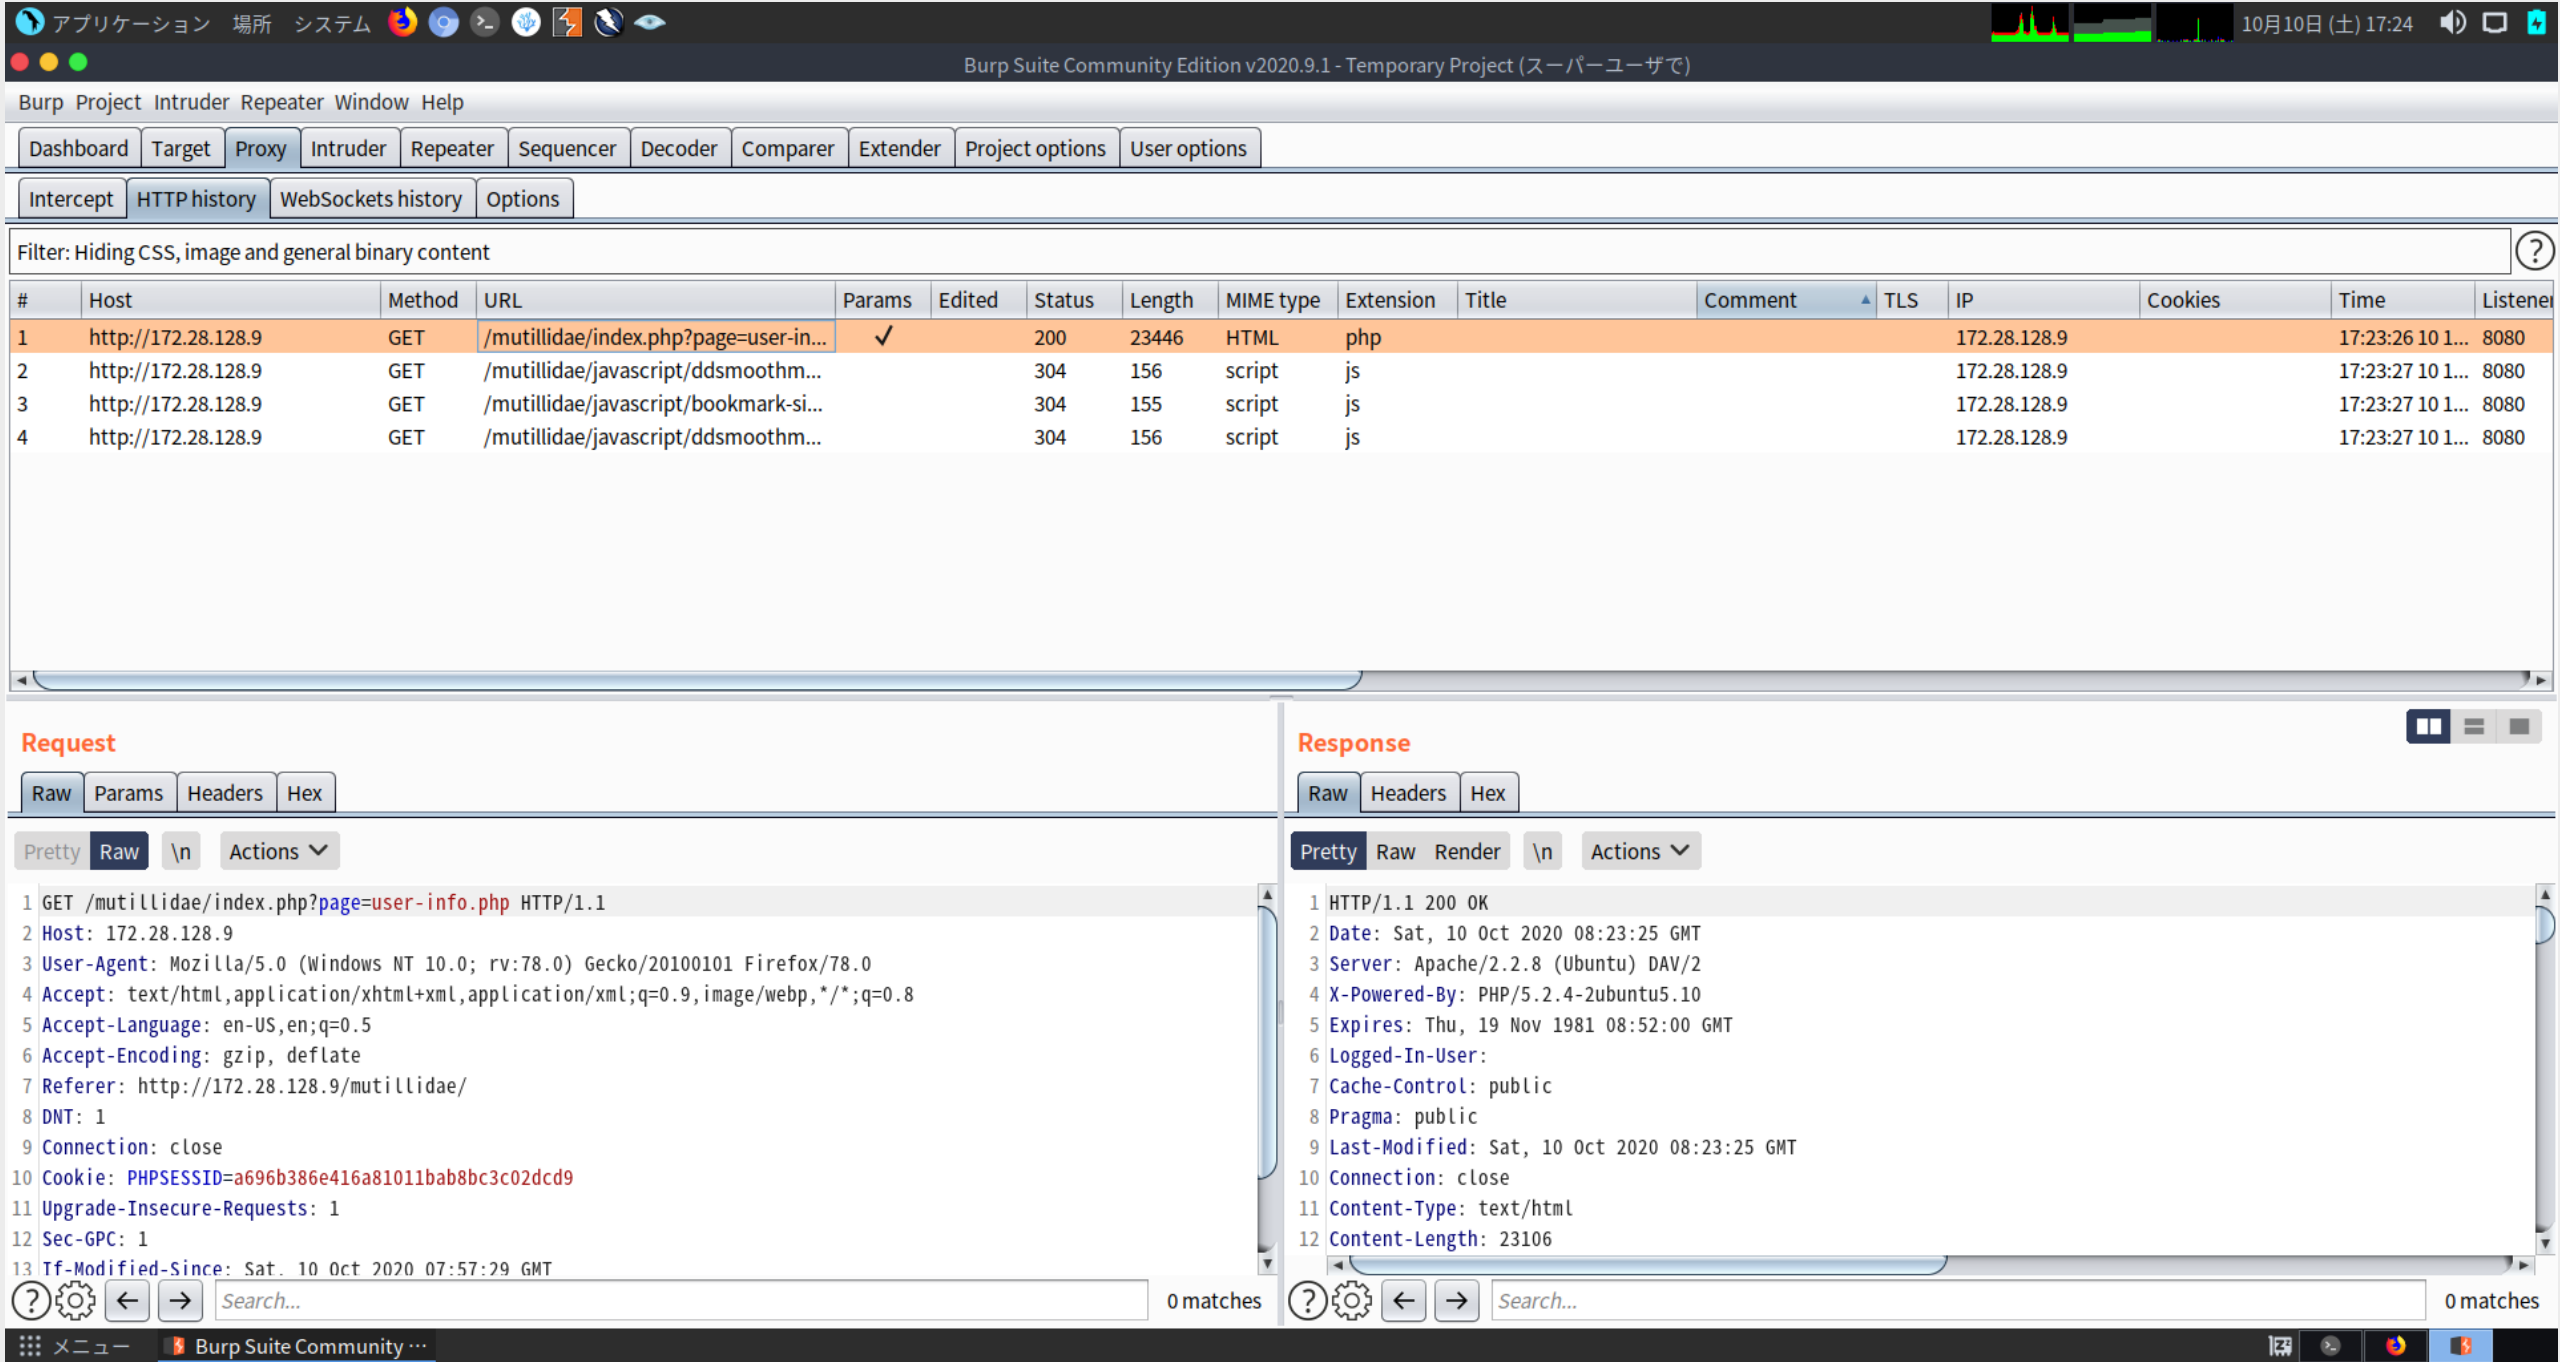 アプリケーション 場所 システム 10月10日 (土) 17:24
Burp Suite Community Edition v2020.9.1 - Temporary Project (スーパーユーザで)
Burp Project Intruder Repeater Window Help
Dashboard Target Proxy Intruder Repeater Sequencer Decoder Comparer Extender Project options User options
Intercept HTTP history WebSockets history Options
Filter: Hiding CSS, image and general binary content ?
# Host Method URL Params Edited Status Length MIME type Extension Title Comment TLS IP Cookies Time Listener
1 http://172.28.128.9 GET /mutillidae/index.php?page=user-in... ✓ 200 23446 HTML php 172.28.128.9 17:23:26 10 1... 8080
2 http://172.28.128.9 GET /mutillidae/javascript/ddsmoothm... 304 156 script js 172.28.128.9 17:23:27 10 1... 8080
3 http://172.28.128.9 GET /mutillidae/javascript/bookmark-si... 304 155 script js 172.28.128.9 17:23:27 10 1... 8080
4 http://172.28.128.9 GET /mutillidae/javascript/ddsmoothm... 304 156 script js 172.28.128.9 17:23:27 10 1... 8080
Request
Raw Params Headers Hex
Pretty Raw \n Actions
1 GET /mutillidae/index.php?page=user-info.php HTTP/1.1
2 Host: 172.28.128.9
3 User-Agent: Mozilla/5.0 (Windows NT 10.0; rv:78.0) Gecko/20100101 Firefox/78.0
4 Accept: text/html,application/xhtml+xml,application/xml;q=0.9,image/webp,*/*;q=0.8
5 Accept-Language: en-US,en;q=0.5
6 Accept-Encoding: gzip, deflate
7 Referer: http://172.28.128.9/mutillidae/
8 DNT: 1
9 Connection: close
10 Cookie: PHPSESSID=a696b386e416a81011bab8bc3c02dcd9
11 Upgrade-Insecure-Requests: 1
12 Sec-GPC: 1
13 If-Modified-Since: Sat, 10 Oct 2020 07:57:29 GMT
? Search... 0 matches
Response
Raw Headers Hex
Pretty Raw Render \n Actions
1 HTTP/1.1 200 OK
2 Date: Sat, 10 Oct 2020 08:23:25 GMT
3 Server: Apache/2.2.8 (Ubuntu) DAV/2
4 X-Powered-By: PHP/5.2.4-2ubuntu5.10
5 Expires: Thu, 19 Nov 1981 08:52:00 GMT
6 Logged-In-User:
7 Cache-Control: public
8 Pragma: public
9 Last-Modified: Sat, 10 Oct 2020 08:23:25 GMT
10 Connection: close
11 Content-Type: text/html
12 Content-Length: 23106
? Search... 0 matches
メニュー Burp Suite Community ⋯